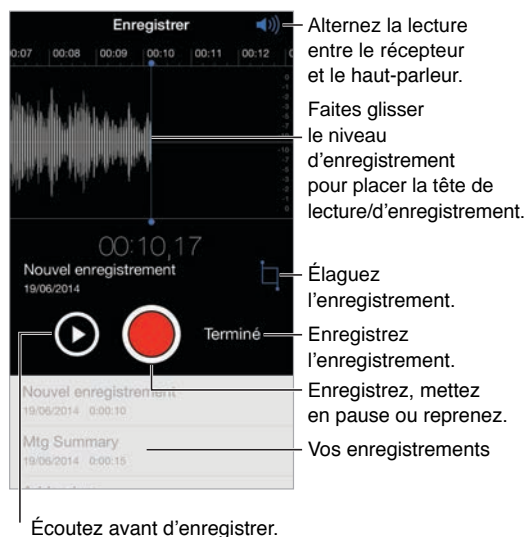 Enregistrer
0:07 00:08 00:09 00:10 00:11 00:12
00:10,17
Nouvel enregistrement
19/06/2014
Terminé
Nouvel enregistrement
19/06/2014 0:00:10
Mtg Summary
19/06/2014 0:00:15
Alternez la lecture
entre le récepteur
et le haut-parleur.
Faites glisser
le niveau
d'enregistrement
pour placer la tête de
lecture/d'enregistrement.
Élaguez
l'enregistrement.
Enregistrez
l'enregistrement.
Enregistrez, mettez
en pause ou reprenez.
Vos enregistrements
Écoutez avant d'enregistrer.